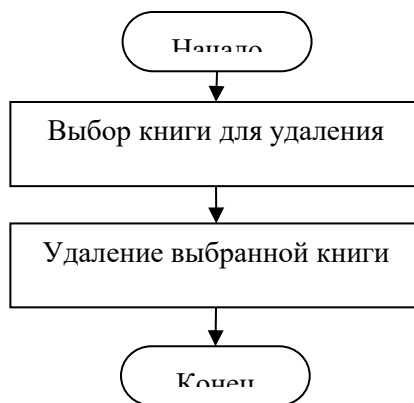 Начало
Выбор книги для удаления
Удаление выбранной книги
Конец